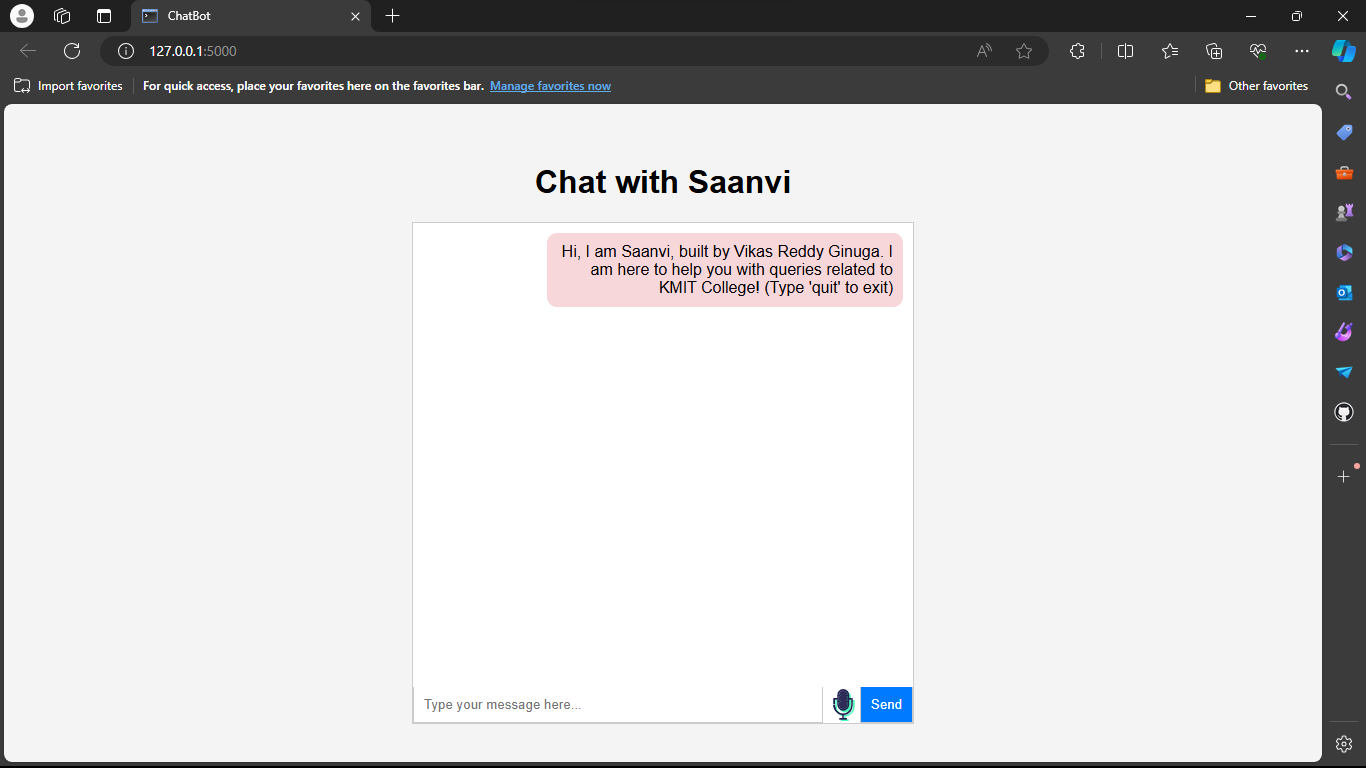 ChatBot
127.0.0.1:5000
Import favorites
For quick access, place your favorites here on the favorites bar. Manage favorites now
Other favorites
Chat with Saanvi
Hi, I am Saanvi, built by Vikas Reddy Ginuga. I
am here to help you with queries related to
KMIT College! (Type 'quit' to exit)
Type your message here...
Send